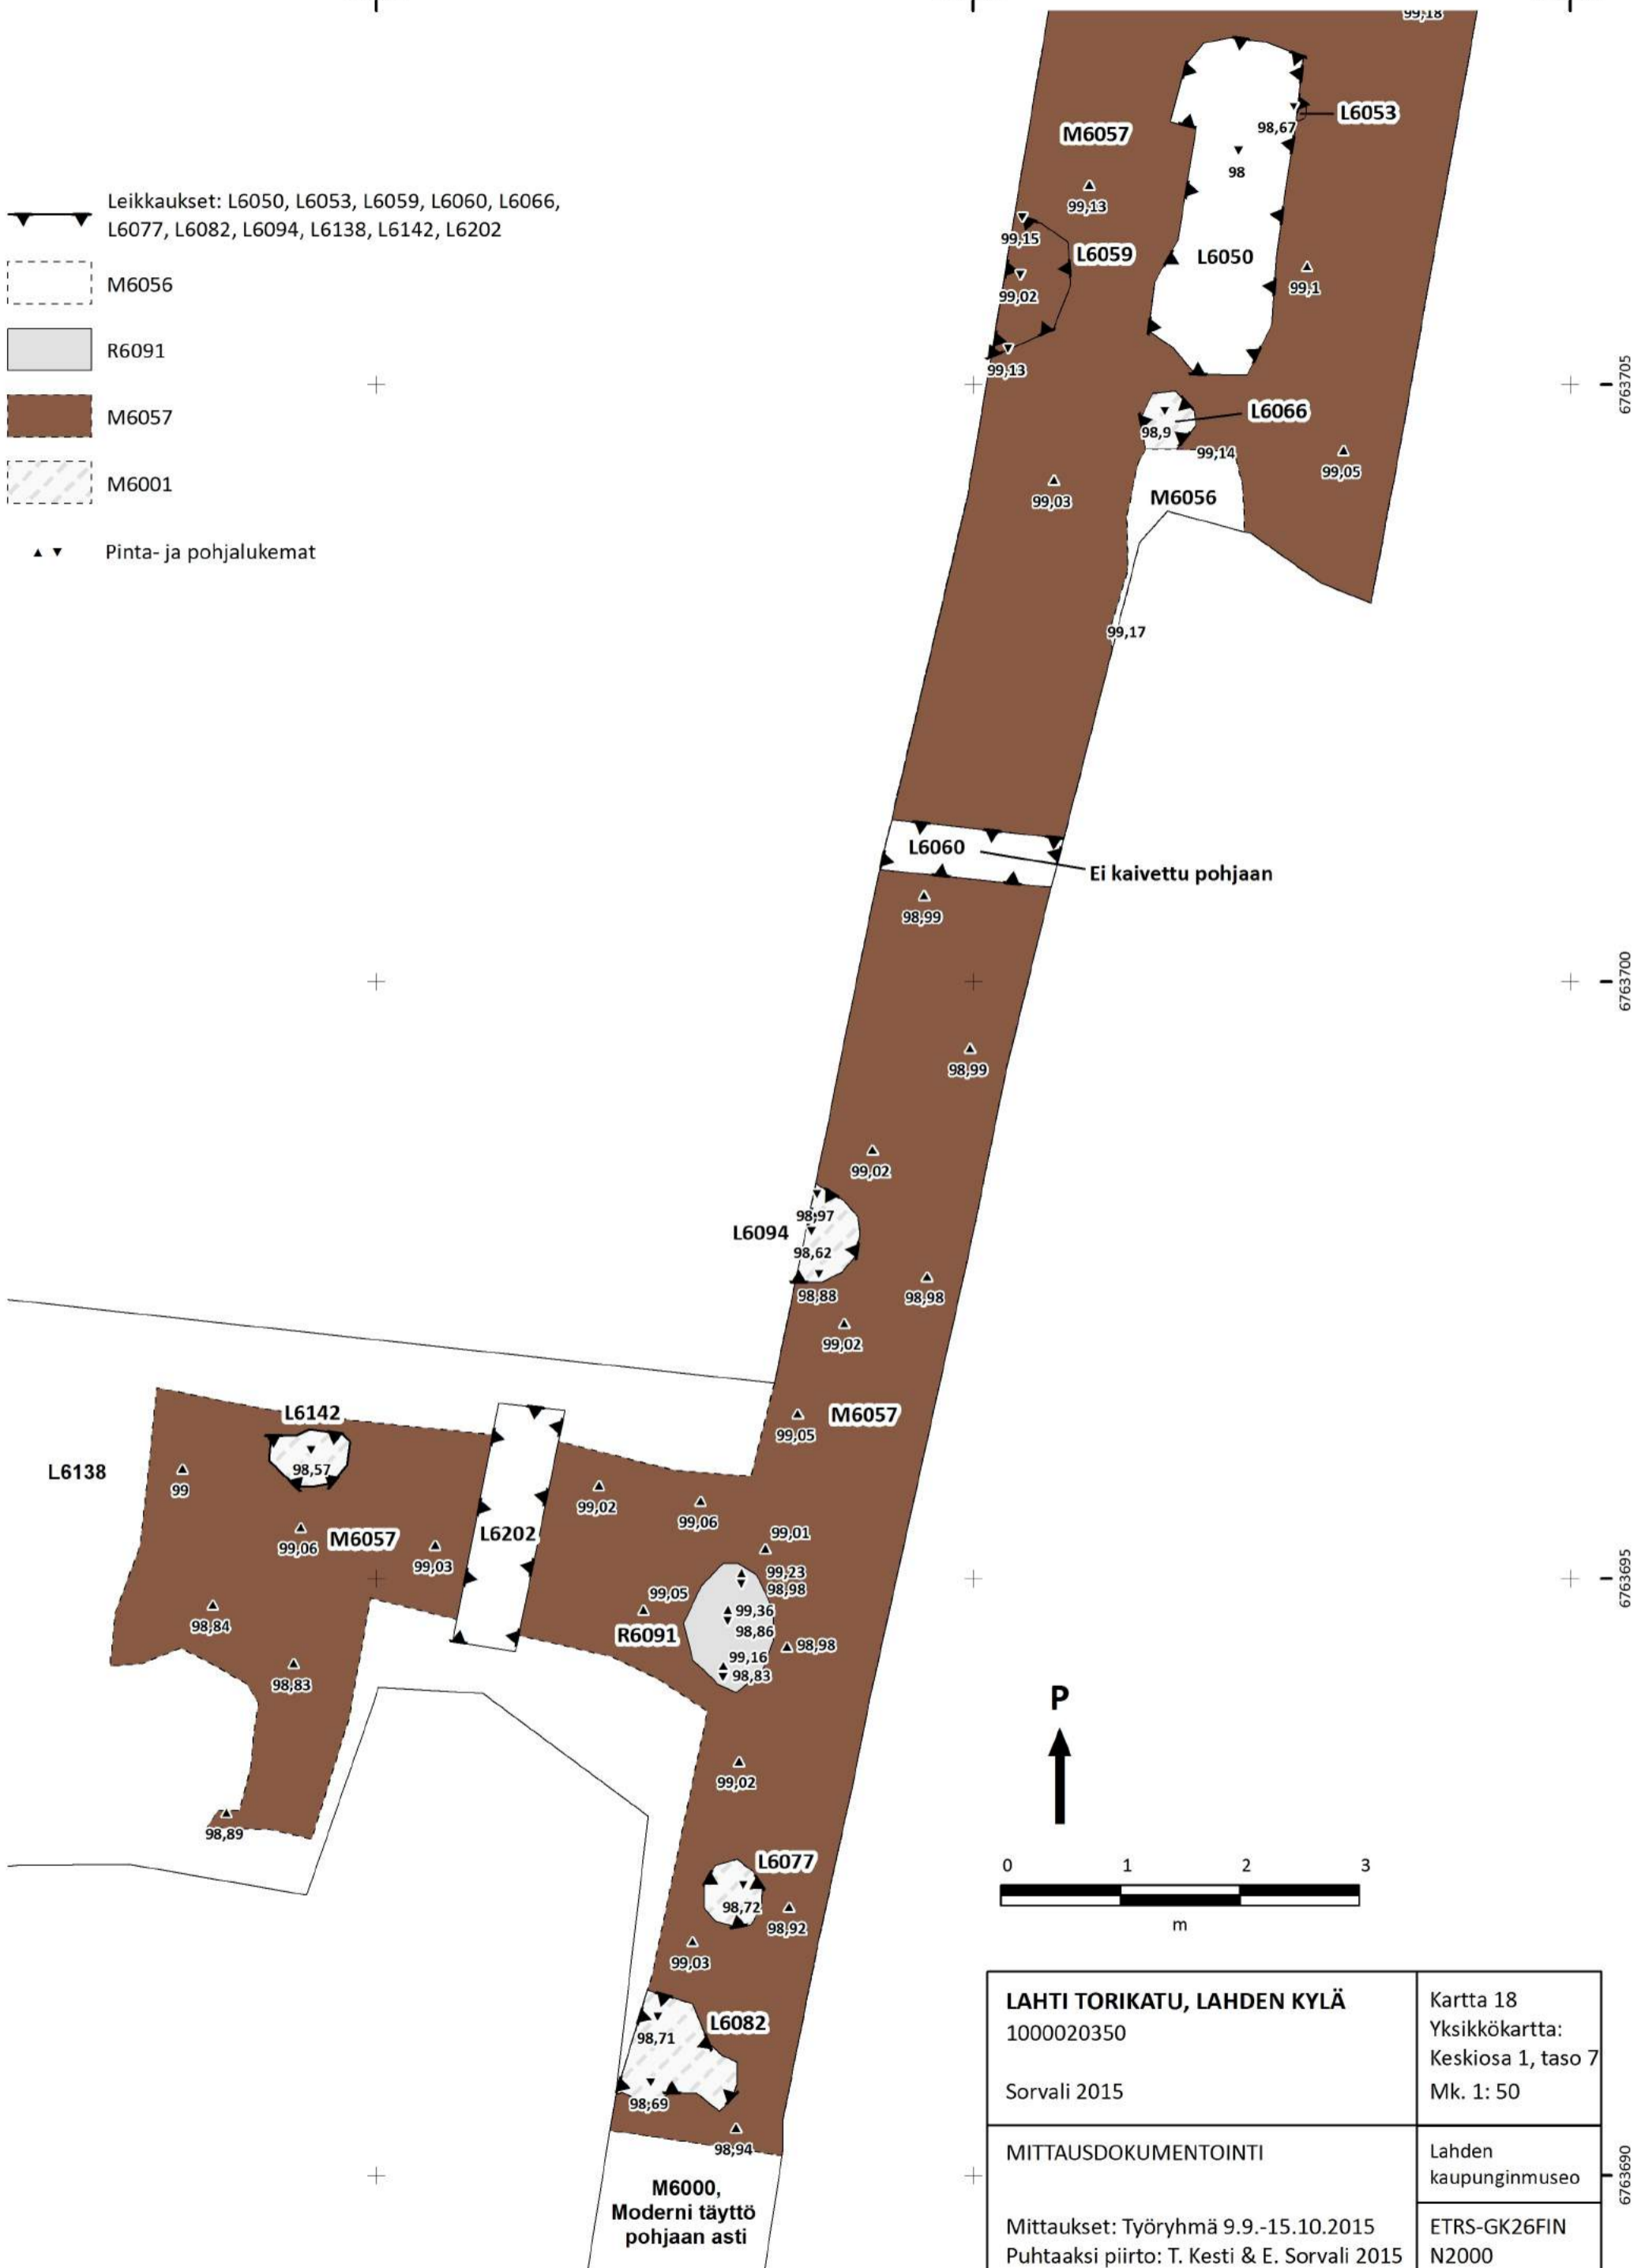 99,18
L6053
98,67
M6057
98
99,13
99,15
L6059
L6050
99,02
99,1
99,13
Leikkaukset: L6050, L6053, L6059, L6060, L6066,
L6077, L6082, L6094, L6138, L6142, L6202
M6056
R6091
M6057
M6001
Pinta- ja pohjalukemat
6763705
L6066
98,9
99,14
99,05
99,03
M6056
99,17
L6060
Ei kaivettu pohjaan
98,99
6763700
98,99
99,02
98,97
L6094
98,62
98,88
98,98
99,02
L6142
99,05
M6057
L6138
98,57
99
99,02
99,06
L6202
99,01
99,06
M6057
99,03
99,23
98,98
6763695
99,05
99,36
98,84
R6091
98,86
98,98
99,16
98,83
98,83
P
99,02
98,89
L6077
0 1 2 3
m
98,72
98,92
99,03
L6082
98,71
98,69
98,94
M6000,
Moderni täyttö
pohjaan asti
LAHTI TORIKATU, LAHDEN KYLÄ
1000020350
Sorvali 2015
Kartta 18
Yksikkökartta:
Keskiosa 1, taso 7
Mk. 1: 50
MITTAUSDOKUMENTOINTI
Lahden
kaupunginmuseo
6763690
Mittaukset: Työryhmä 9.9.-15.10.2015
Puhtaaksi piirto: T. Kesti & E. Sorvali 2015
ETRS-GK26FIN
N2000